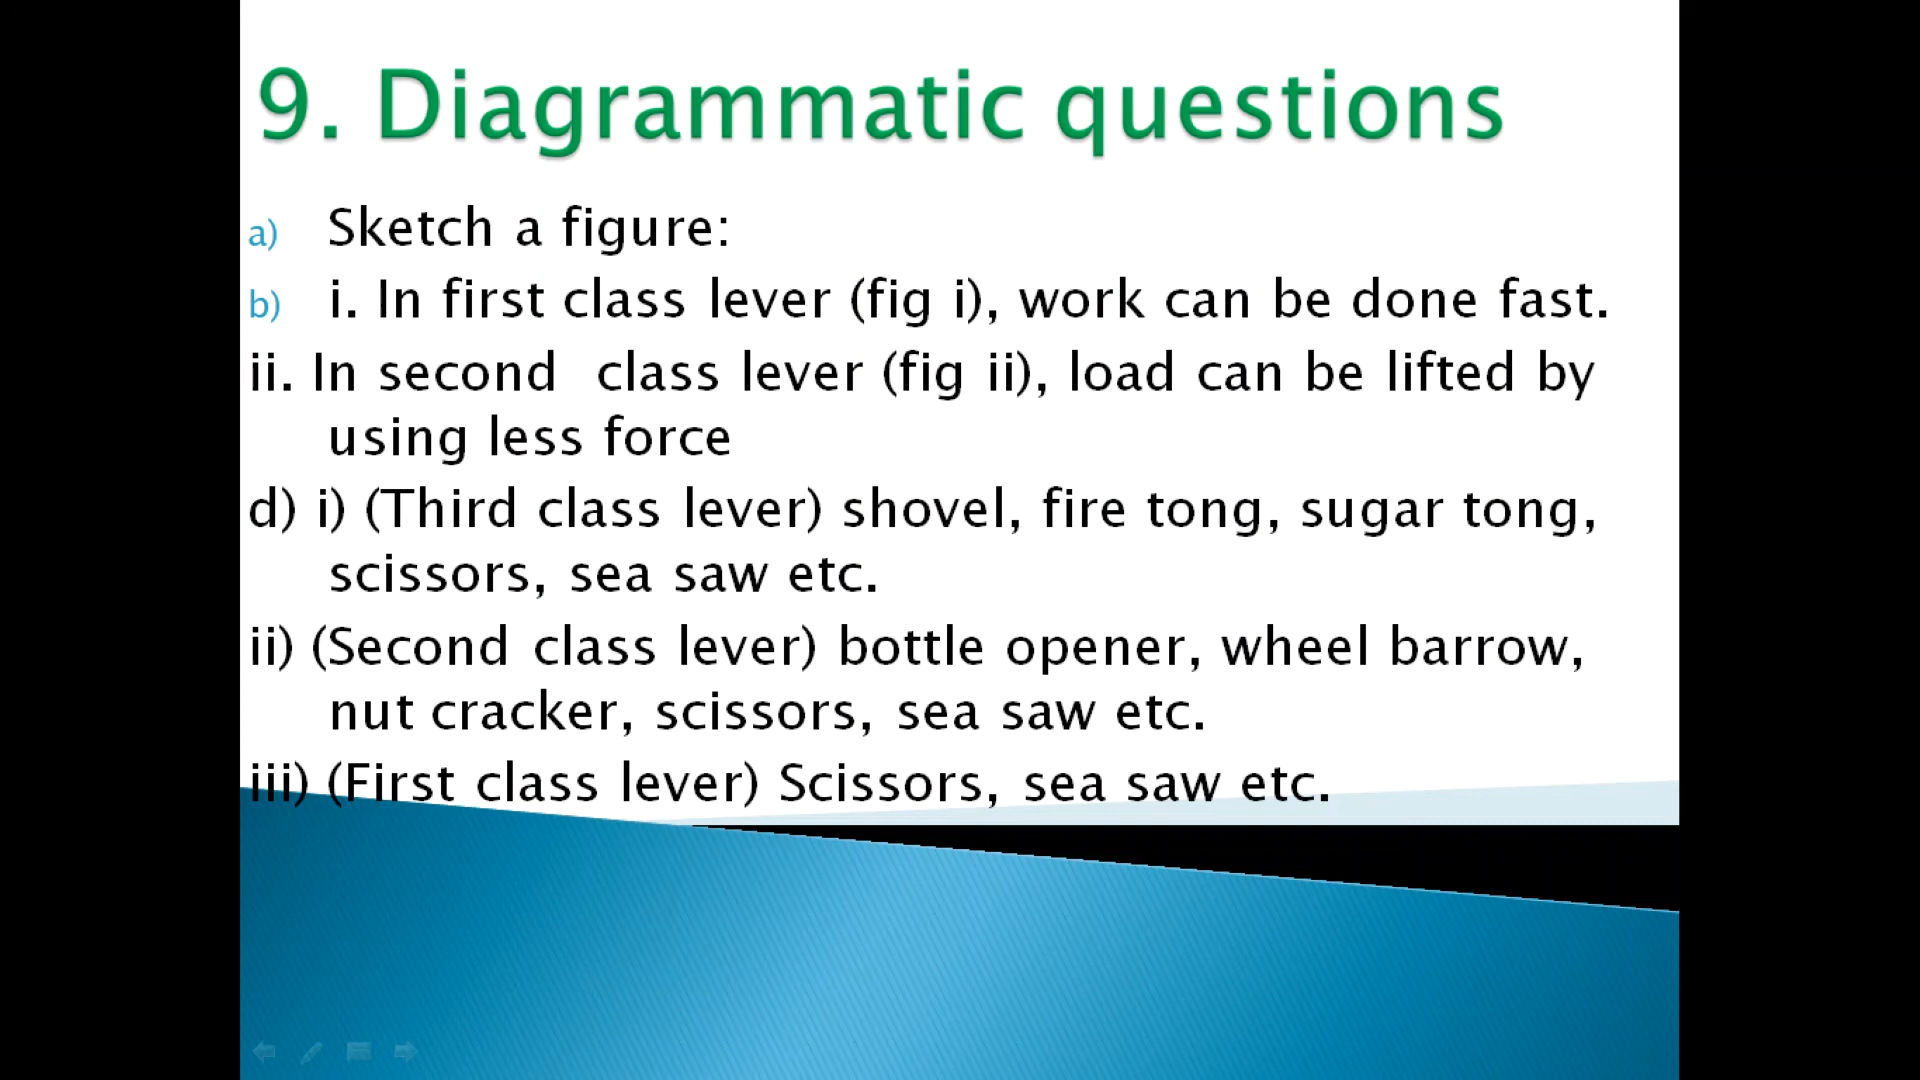 9. Diagrammatic questions
a) Sketch a figure:
b) i. In first class lever (fig i), work can be done fast.
ii. In second class lever (fig ii), load can be lifted by
using less force
d) i) (Third class lever) shovel, fire tong, sugar tong,
scissors, sea saw etc.
ii) (Second class lever) bottle opener, wheel barrow,
nut cracker, scissors, sea saw etc.
iii) (First class lever) Scissors, sea saw etc.